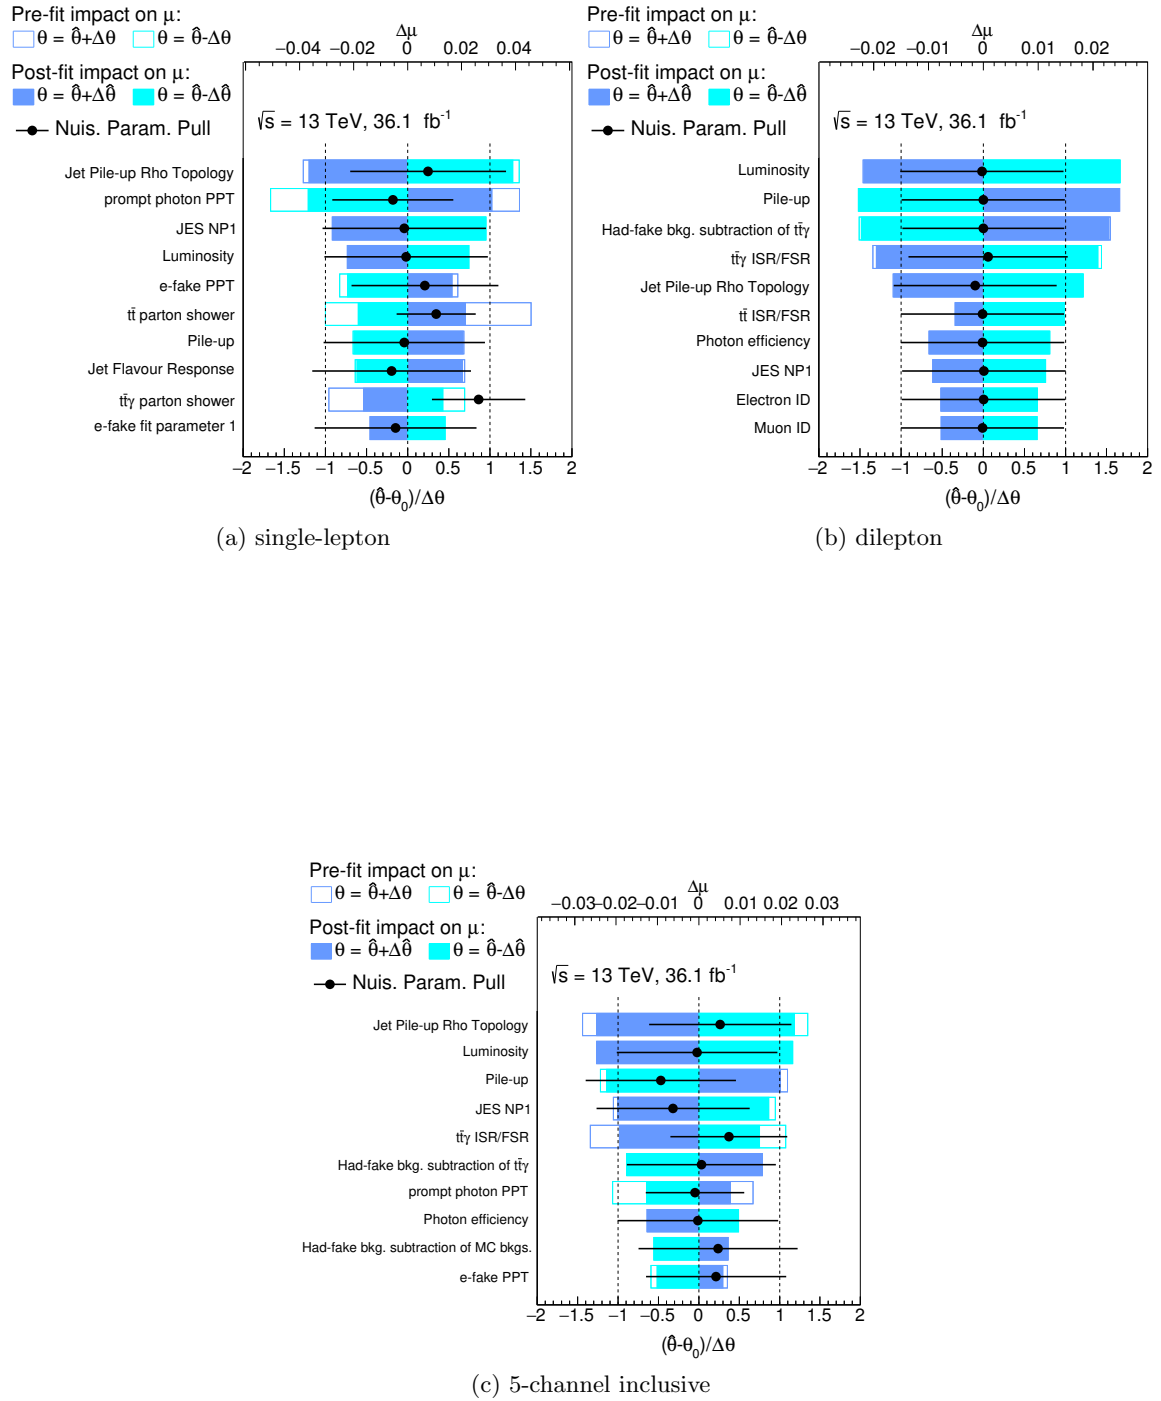 Pre-fit impact on μ:
θ = θ̂+Δθ θ = θ̂-Δθ
Post-fit impact on μ:
θ = θ̂+Δθ̂ θ = θ̂-Δθ̂
Nuis. Param. Pull
Δμ
−0.04 −0.02 0 0.02 0.04
√s = 13 TeV, 36.1 fb⁻¹
Jet Pile-up Rho Topology
prompt photon PPT
JES NP1
Luminosity
e-fake PPT
tt̄ parton shower
Pile-up
Jet Flavour Response
tt̄γ parton shower
e-fake fit parameter 1
−2 −1.5 −1 −0.5 0 0.5 1 1.5 2
(θ̂-θ₀)/Δθ
(a) single-lepton
Pre-fit impact on μ:
θ = θ̂+Δθ θ = θ̂-Δθ
Post-fit impact on μ:
θ = θ̂+Δθ̂ θ = θ̂-Δθ̂
Nuis. Param. Pull
Δμ
−0.02 −0.01 0 0.01 0.02
√s = 13 TeV, 36.1 fb⁻¹
Luminosity
Pile-up
Had-fake bkg. subtraction of tt̄γ
tt̄γ ISR/FSR
Jet Pile-up Rho Topology
tt̄ ISR/FSR
Photon efficiency
JES NP1
Electron ID
Muon ID
−2 −1.5 −1 −0.5 0 0.5 1 1.5 2
(θ̂-θ₀)/Δθ
(b) dilepton
Pre-fit impact on μ:
θ = θ̂+Δθ θ = θ̂-Δθ
Post-fit impact on μ:
θ = θ̂+Δθ̂ θ = θ̂-Δθ̂
Nuis. Param. Pull
Δμ
−0.03 −0.02 −0.01 0 0.01 0.02 0.03
√s = 13 TeV, 36.1 fb⁻¹
Jet Pile-up Rho Topology
Luminosity
Pile-up
JES NP1
tt̄γ ISR/FSR
Had-fake bkg. subtraction of tt̄γ
prompt photon PPT
Photon efficiency
Had-fake bkg. subtraction of MC bkgs.
e-fake PPT
−2 −1.5 −1 −0.5 0 0.5 1 1.5 2
(θ̂-θ₀)/Δθ
(c) 5-channel inclusive